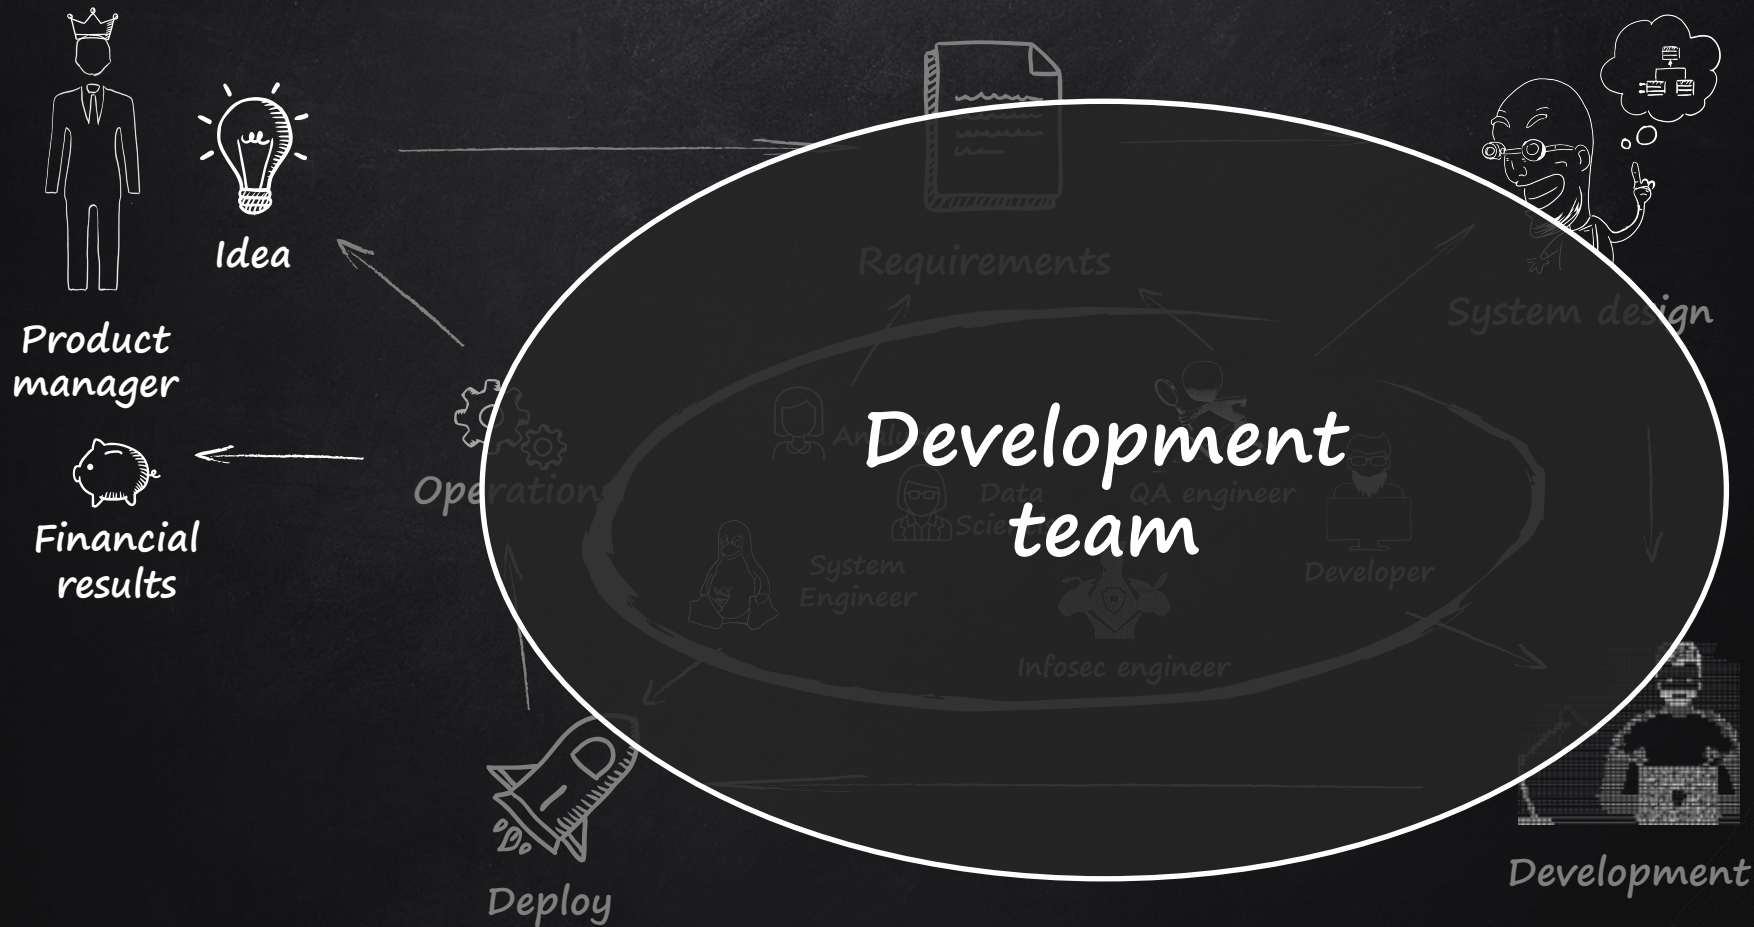 Idea
Product
manager
Financial
results
Requirements
System design
Operations
Development
team
Data
QA engineer
System
Engineer
Developer
Infosec engineer
Deploy
Development